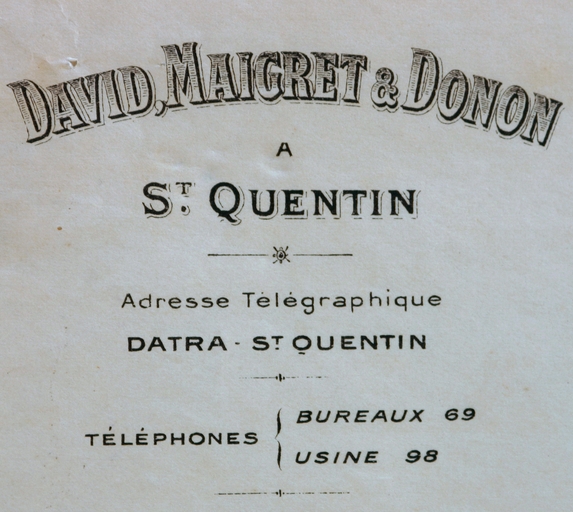 DAVID, MAIGRET & DONON
A
ST. QUENTIN
Adresse Télégraphique
DATRA - ST QUENTIN
TÉLÉPHONES { BUREAUX 69
USINE 98